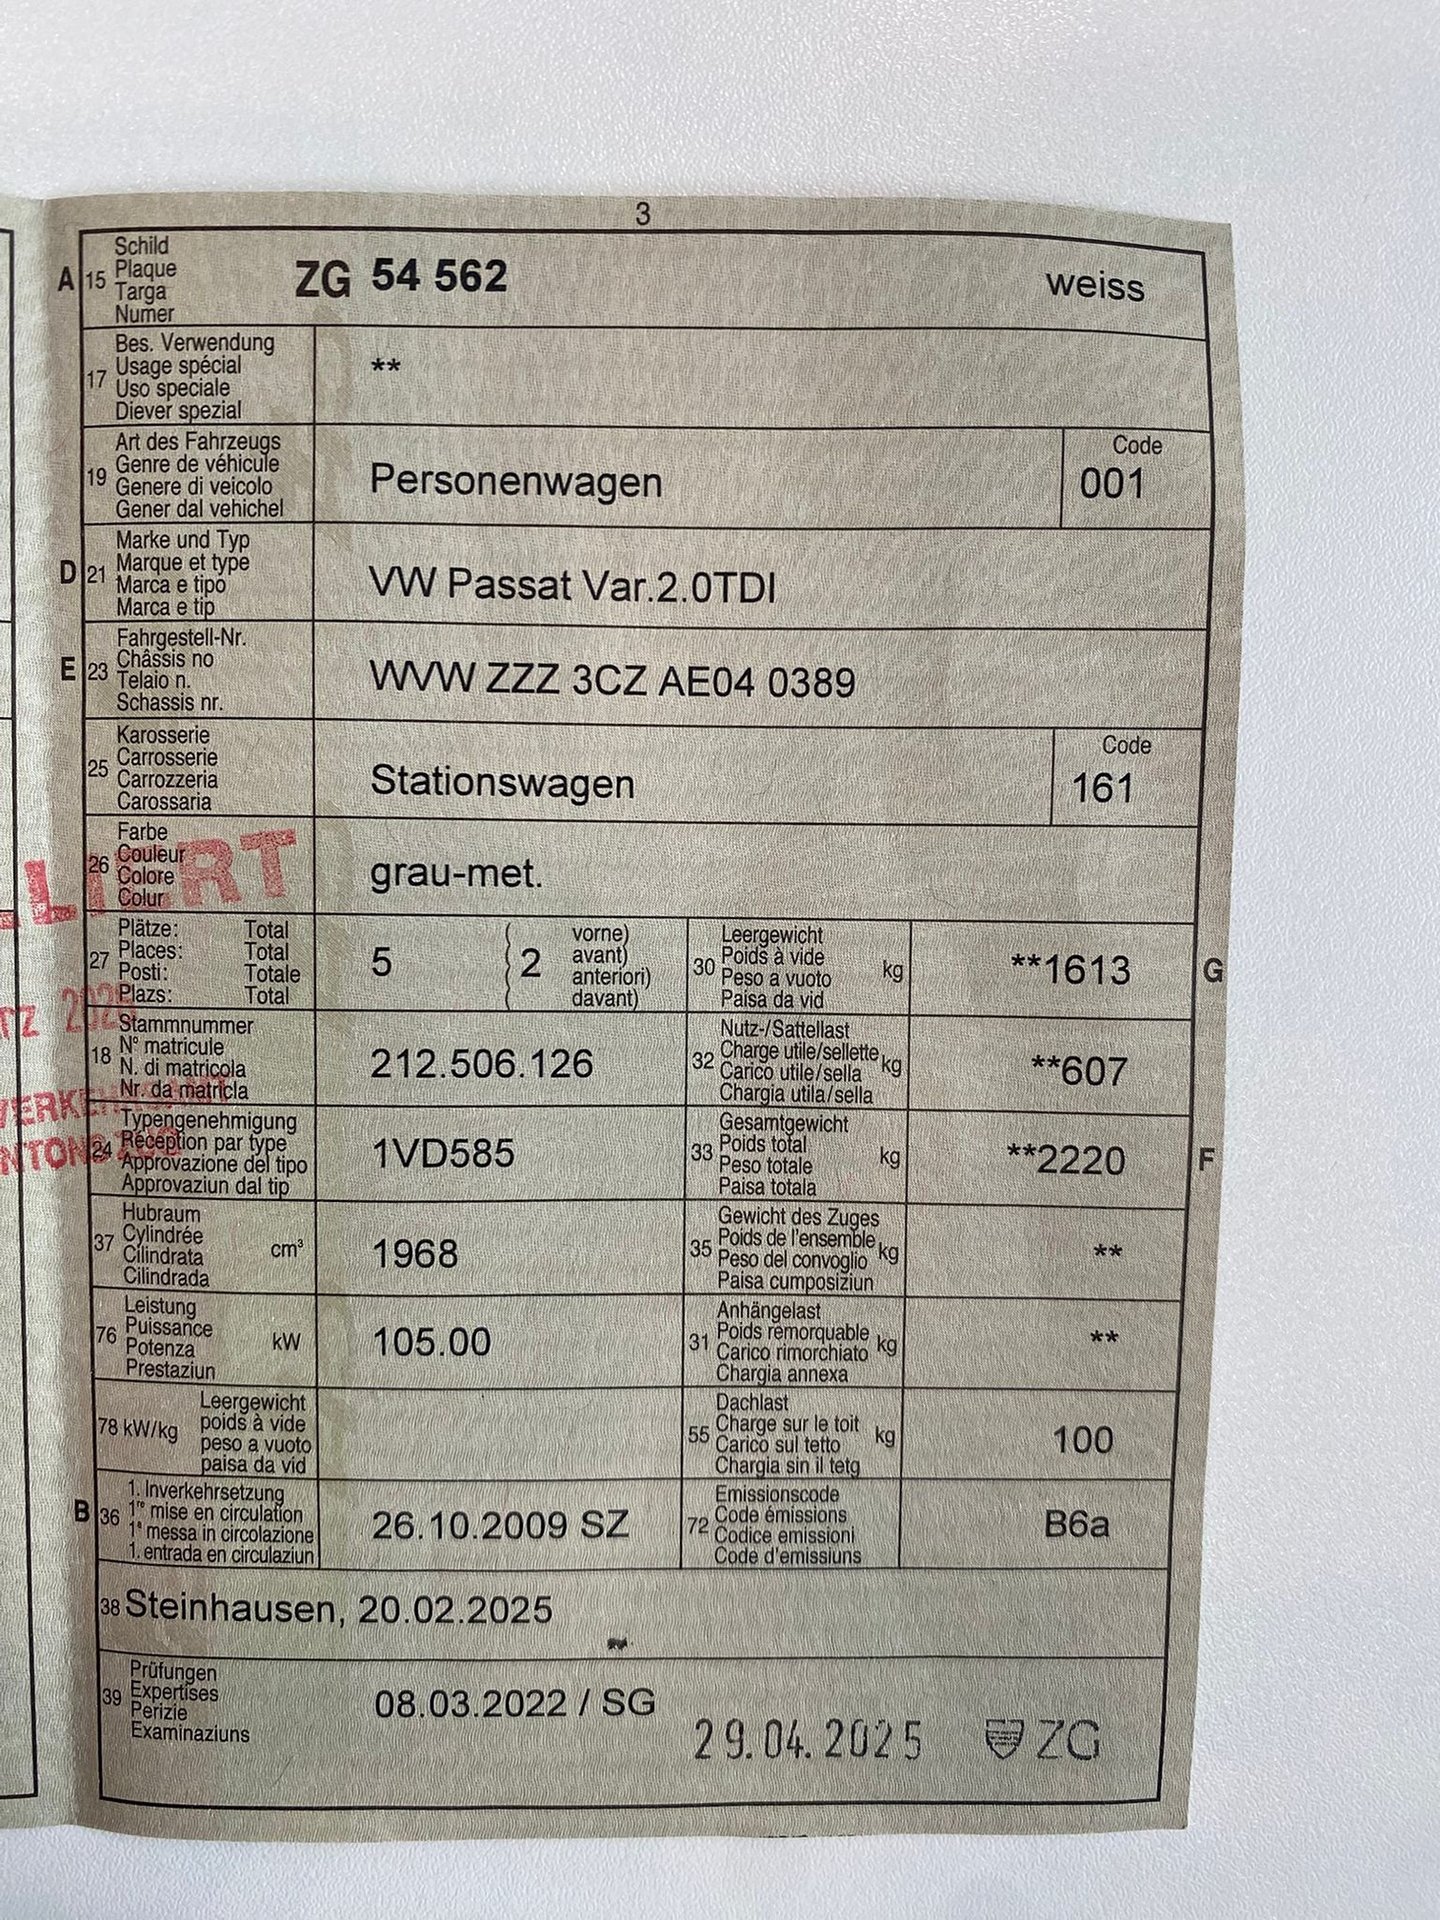 3
A 15 Schild
Plaque
Targa
Numer
ZG 54 562 weiss
17 Bes. Verwendung
Usage spécial
Uso speciale
Diever spezial
**
19 Art des Fahrzeugs
Genre de véhicule
Genere di veicolo
Gener dal vehichel
Personenwagen
Code
001
D 21 Marke und Typ
Marque et type
Marca e tipo
Marca e tip
VW Passat Var.2.0TDI
E 23 Fahrgestell-Nr.
Châssis no
Telaio n.
Schassis nr.
WVW ZZZ 3CZ AE04 0389
25 Karosserie
Carrosserie
Carrozzeria
Carossaria
Stationswagen
Code
161
26 Farbe
Couleur
Colore
Colur
grau-met.
LLIERT
27 Plätze: Total
Places: Total
Posti: Totale
Plazs: Total
5 ( 2 vorne)
avant)
anteriori)
davant)
30 Leergewicht
Poids à vide
Peso a vuoto
Paisa da vid
kg
**1613 G
18 Stammnummer
N° matricule
N. di matricola
Nr. da matricla
212.506.126
32 Nutz-/Sattellast
Charge utile/sellette
Carico utile/sella
Chargia utila/sella
kg
**607
24 Typengenehmigung
Réception par type
Approvazione del tipo
Approvaziun dal tip
1VD585
33 Gesamtgewicht
Poids total
Peso totale
Paisa totala
kg
**2220 F
37 Hubraum
Cylindrée
Cilindrata
Cilindrada
cm³
1968
35 Gewicht des Zuges
Poids de l'ensemble
Peso del convoglio
Paisa cumposiziun
kg
**
76 Leistung
Puissance
Potenza
Prestaziun
kW
105.00
31 Anhängelast
Poids remorquable
Carico rimorchiato
Chargia annexa
kg
**
78 kW/kg Leergewicht
poids à vide
peso a vuoto
paisa da vid
55 Dachlast
Charge sur le toit
Carico sul tetto
Chargia sin il tetg
kg
100
B 36 1. Inverkehrsetzung
1re mise en circulation
1a messa in circolazione
1. entrada en circulaziun
26.10.2009 SZ
72 Emissionscode
Code émissions
Codice emissioni
Code d'emissiuns
B6a
38 Steinhausen, 20.02.2025
39 Prüfungen
Expertises
Perizie
Examinaziuns
08.03.2022 / SG
29.04.2025 ZG